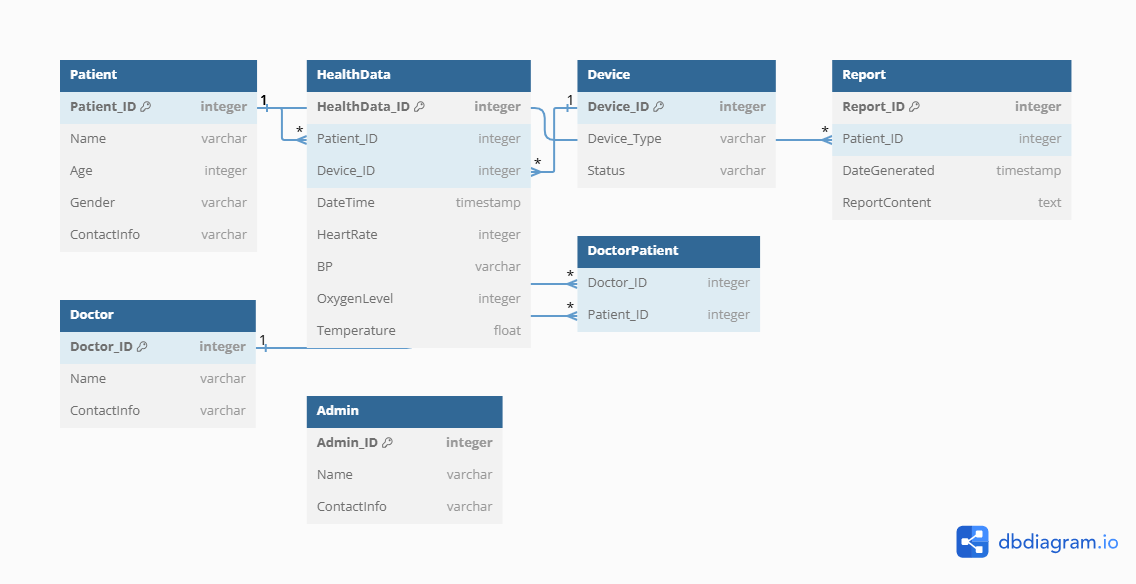 Patient
Patient_ID integer
Name varchar
Age integer
Gender varchar
ContactInfo varchar
HealthData
HealthData_ID integer
Patient_ID integer
Device_ID integer
DateTime timestamp
HeartRate integer
BP varchar
OxygenLevel integer
Temperature float
Device
Device_ID integer
Device_Type varchar
Status varchar
Report
Report_ID integer
Patient_ID integer
DateGenerated timestamp
ReportContent text
DoctorPatient
Doctor_ID integer
Patient_ID integer
Doctor
Doctor_ID integer
Name varchar
ContactInfo varchar
Admin
Admin_ID integer
Name varchar
ContactInfo varchar
1
*
*
1
*
*
*
1
dbdiagram.io